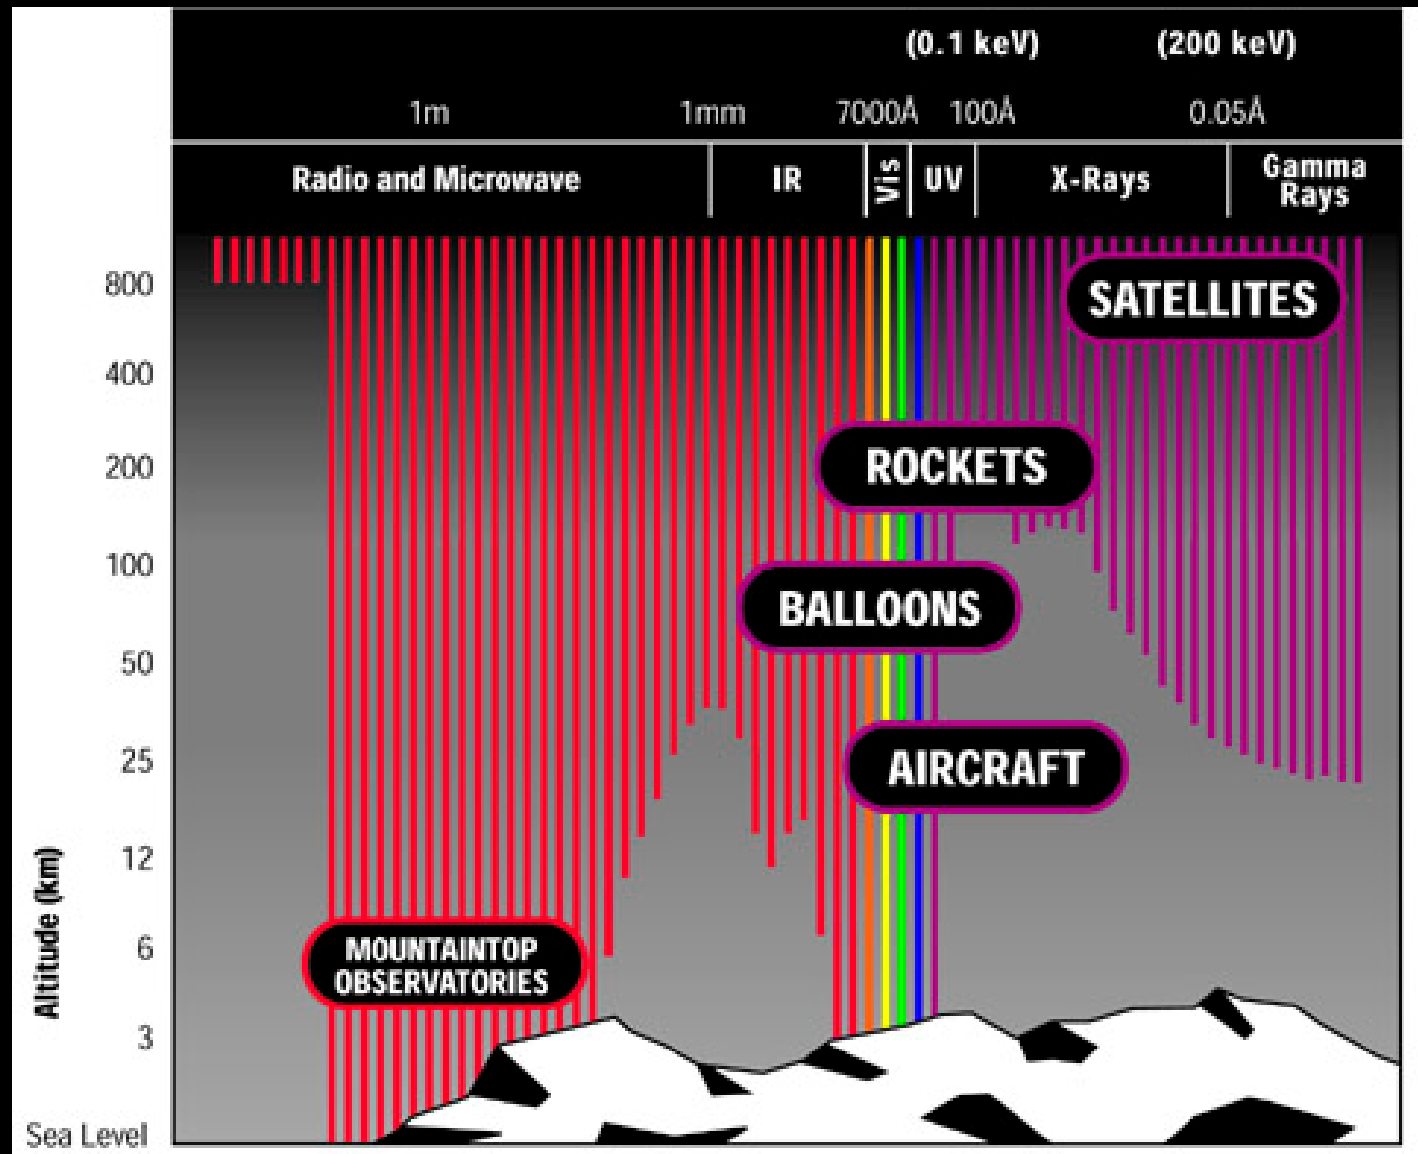 (0.1 keV) (200 keV)
1m 1mm 7000Å 100Å 0.05Å
Radio and Microwave IR Vis UV X-Rays Gamma Rays
800
SATELLITES
400
ROCKETS
200
100
BALLOONS
50
25
AIRCRAFT
12
Altitude (km)
6
MOUNTAINTOP
OBSERVATORIES
3
Sea Level